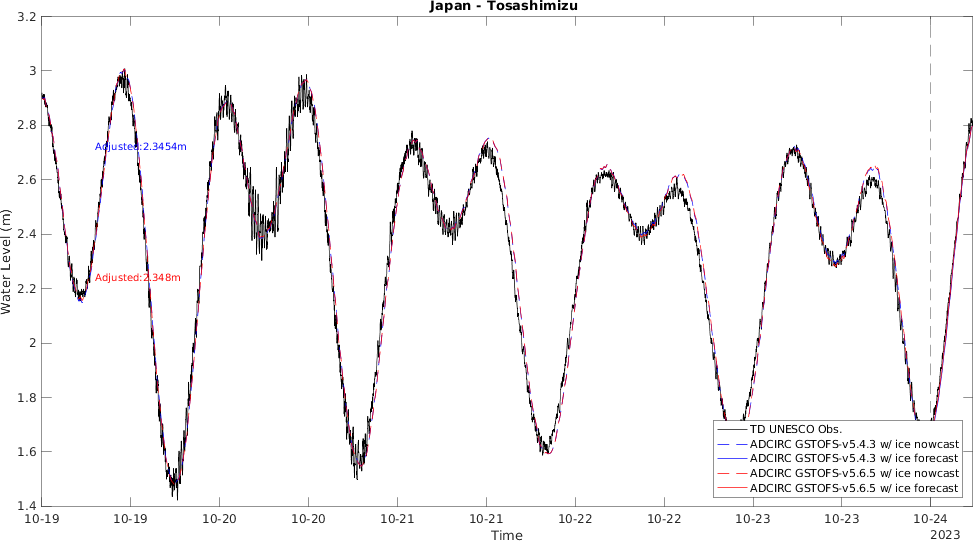 Japan - Tosashimizu
3.2
3
2.8
2.6
2.4
2.2
2
1.8
1.6
1.4
Water Level (m)
Adjusted:2.3454m
Adjusted:2.348m
TD UNESCO Obs.
ADCIRC GSTOFS-v5.4.3 w/ ice nowcast
ADCIRC GSTOFS-v5.4.3 w/ ice forecast
ADCIRC GSTOFS-v5.6.5 w/ ice nowcast
ADCIRC GSTOFS-v5.6.5 w/ ice forecast
10-19 10-19 10-20 10-20 10-21 10-21 10-22 10-22 10-23 10-23 10-24
Time
2023